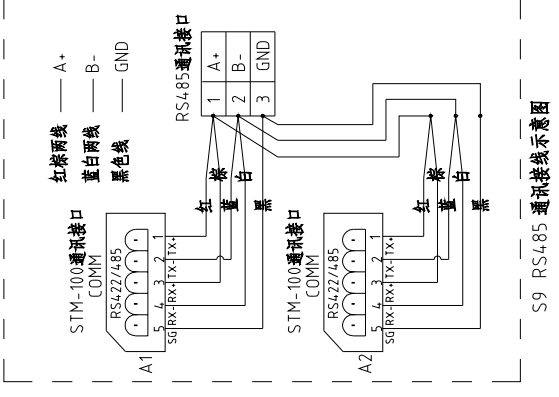 红棕两线 —— A+
蓝白两线 —— B-
黑色线 —— GND
RS485通讯接口
1 A+
2 B-
3 GND
STM-100通讯接口
COMM
RS422/485
1 TX+
2 TX-
3 RX+
4 RX-
5 SG
A1
红
棕
蓝
白
黑
STM-100通讯接口
COMM
RS422/485
1 TX+
2 TX-
3 RX+
4 RX-
5 SG
A2
红
棕
蓝
白
黑
S9 RS485 通讯接线示意图